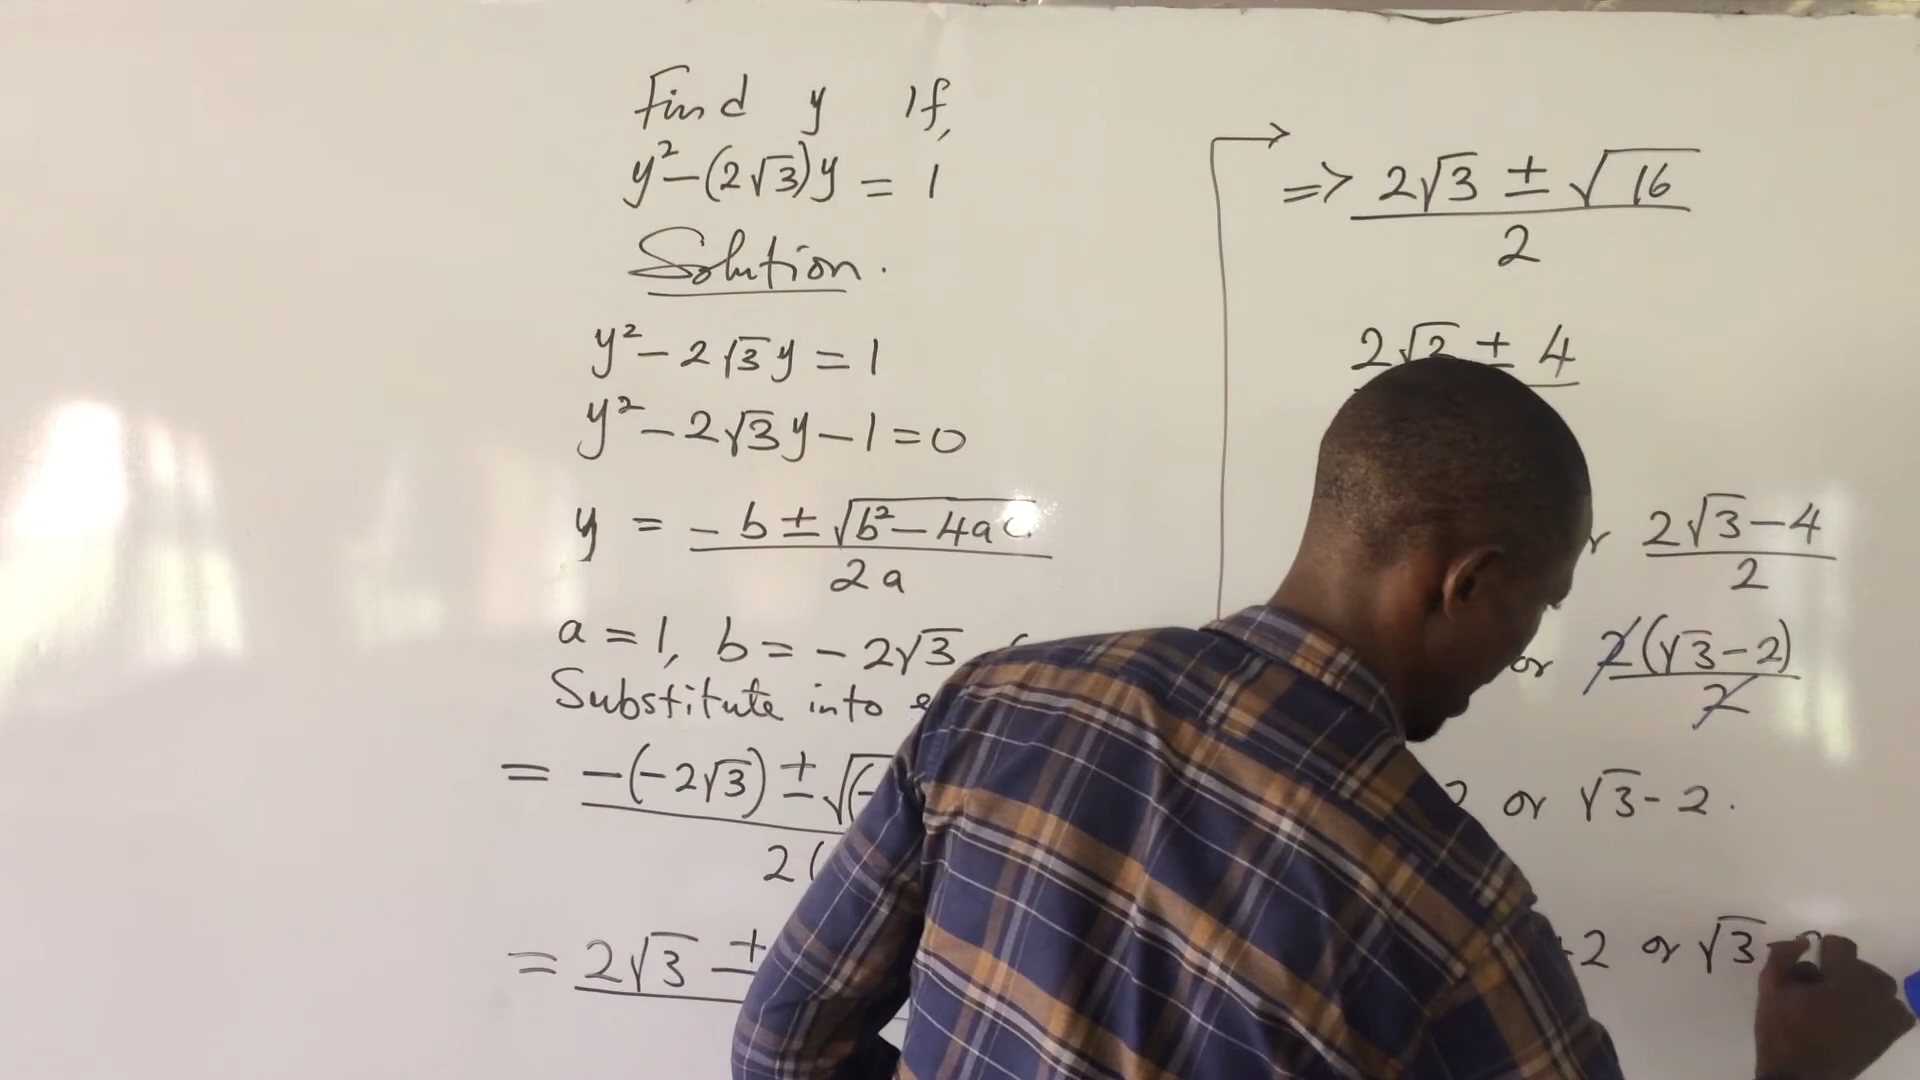 Find y If,
y²-(2√3)y = 1
Solution.
y²-2√3y = 1
y²-2√3y-1=0
y = -b±√b²-4ac
2a
a=1, b=-2√3
Substitute into
= -(-2√3) ± √(-
2(
= 2√3 ±
=> 2√3 ± √16
2
2√3 ± 4
2√3-4
2
or 2(√3-2)
2
2 or √3-2.
+2 or √3-